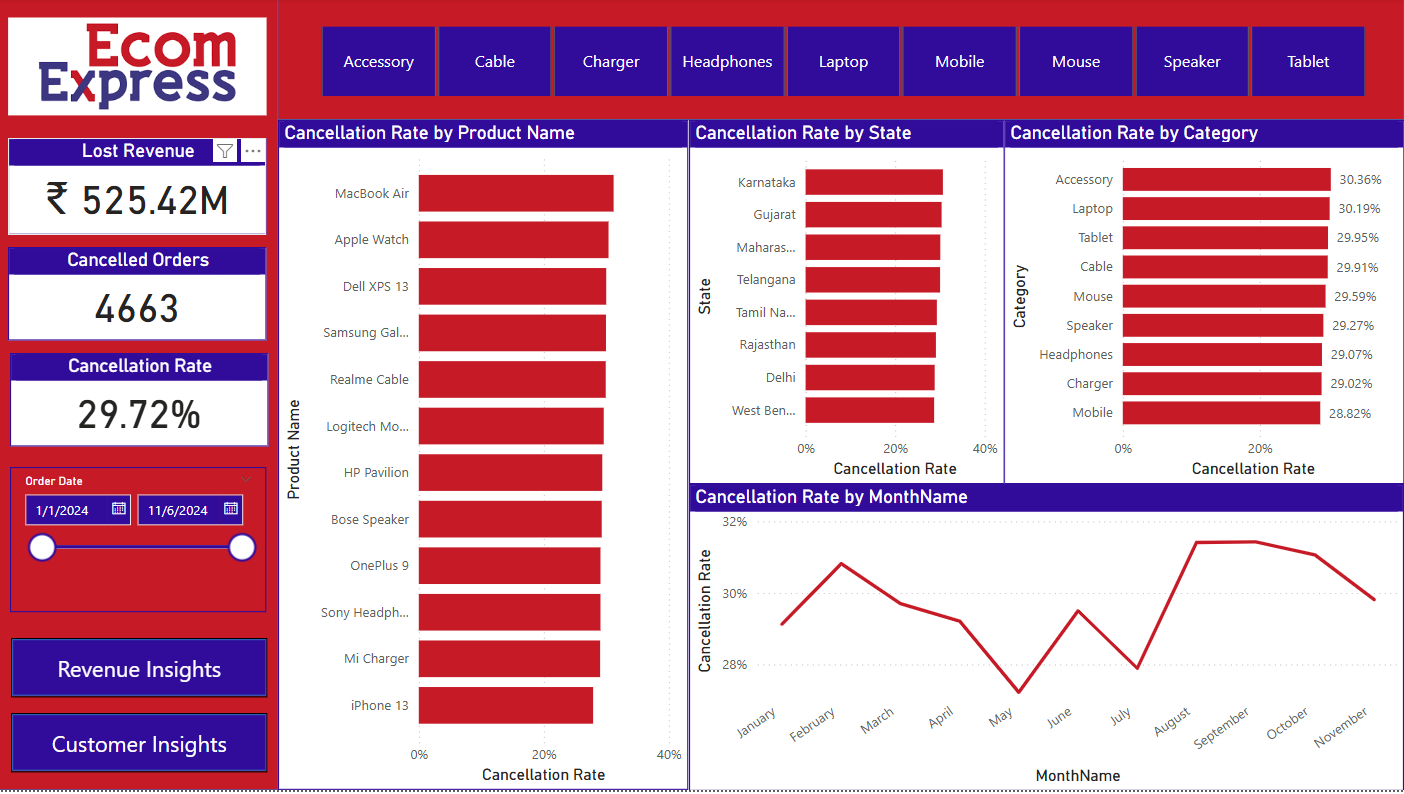 Ecom
Express
Accessory
Cable
Charger
Headphones
Laptop
Mobile
Mouse
Speaker
Tablet
Lost Revenue
₹ 525.42M
Cancelled Orders
4663
Cancellation Rate
29.72%
Order Date
1/1/2024
11/6/2024
Revenue Insights
Customer Insights
Cancellation Rate by Product Name
Product Name
MacBook Air
Apple Watch
Dell XPS 13
Samsung Gal...
Realme Cable
Logitech Mo...
HP Pavilion
Bose Speaker
OnePlus 9
Sony Headph...
Mi Charger
iPhone 13
0% 20% 40%
Cancellation Rate
Cancellation Rate by State
State
Karnataka
Gujarat
Maharas...
Telangana
Tamil Na...
Rajasthan
Delhi
West Ben...
0% 20% 40%
Cancellation Rate
Cancellation Rate by Category
Category
Accessory 30.36%
Laptop 30.19%
Tablet 29.95%
Cable 29.91%
Mouse 29.59%
Speaker 29.27%
Headphones 29.07%
Charger 29.02%
Mobile 28.82%
0% 20%
Cancellation Rate
Cancellation Rate by MonthName
Cancellation Rate
32%
30%
28%
January February March April May June July August September October November
MonthName